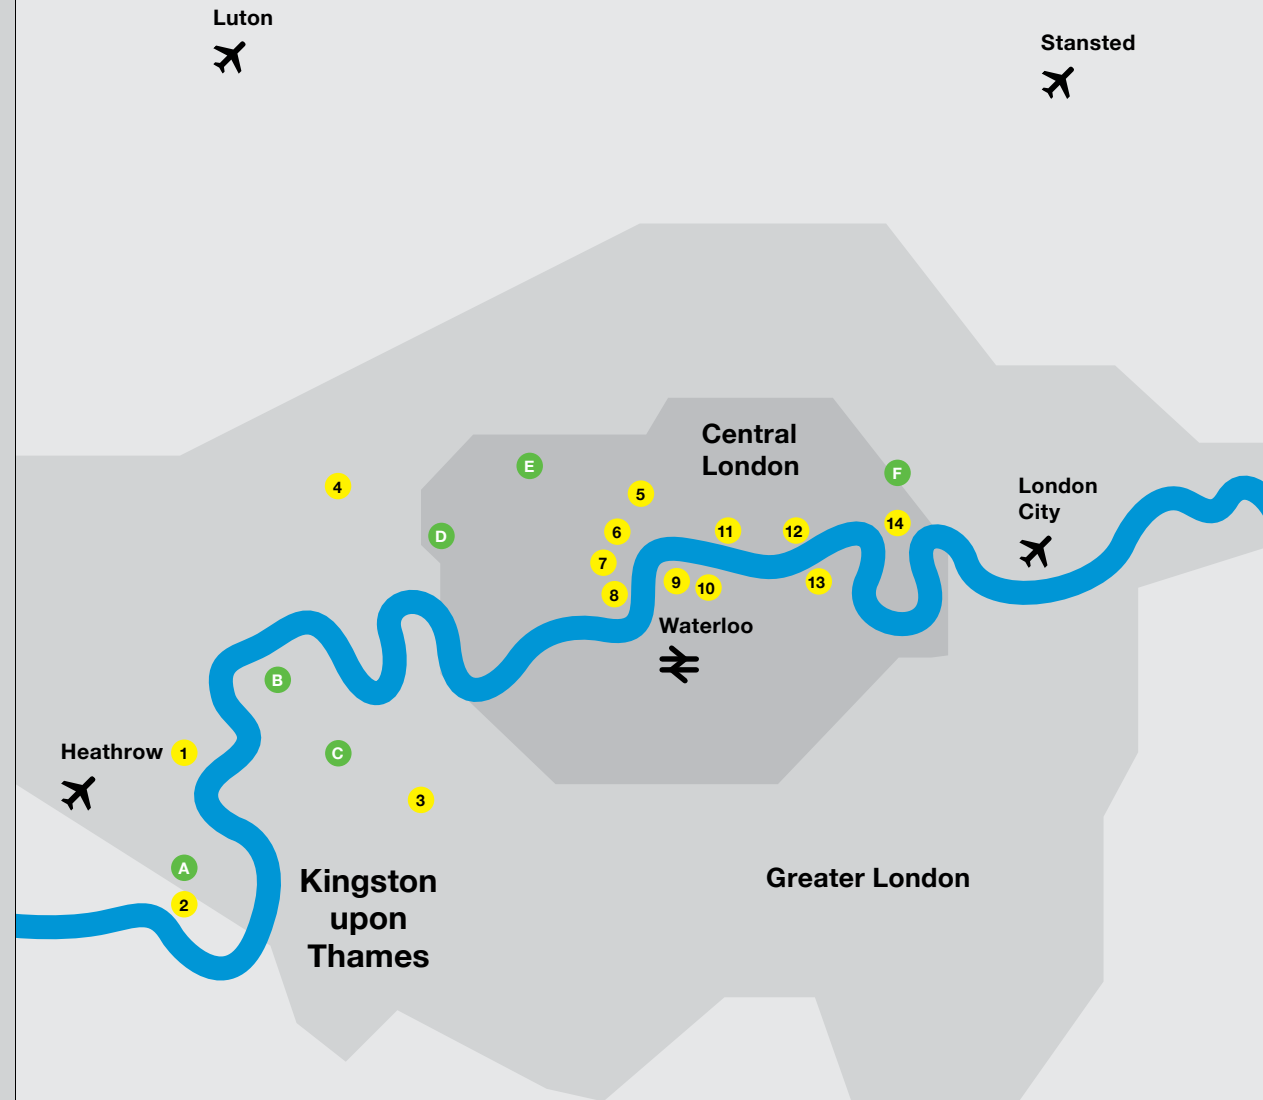 Luton
Stansted
Central
London
E
F
4
5
London
City
14
D
6
11
12
7
9
10
13
8
Waterloo
B
Heathrow
1
C
3
A
Kingston
upon
Thames
Greater London
2